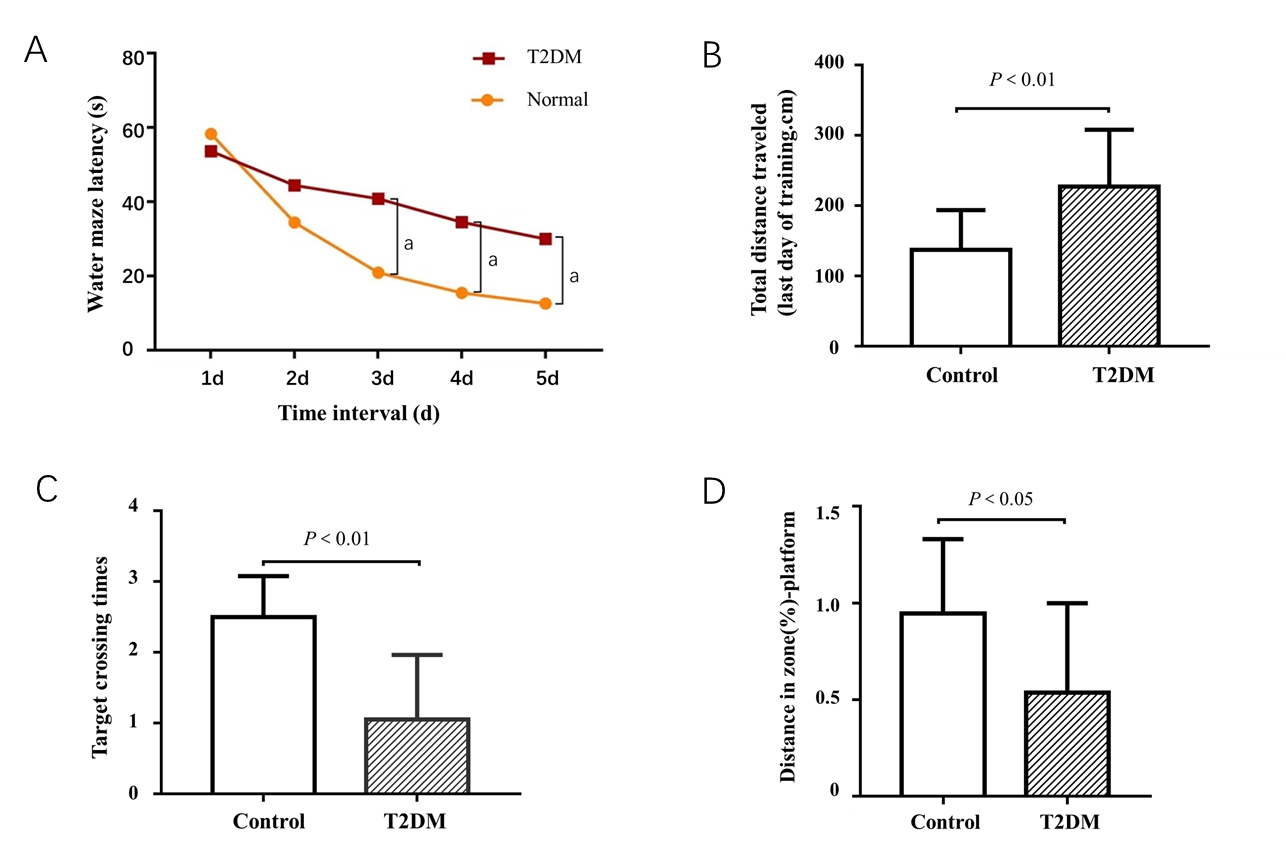 A
80
60
40
20
0
Water maze latency (s)
T2DM
Normal
a
a
a
1d 2d 3d 4d 5d
Time interval (d)
B
400
300
200
100
0
Total distance traveled
(last day of training.cm)
P < 0.01
Control T2DM
C
4
3
2
1
0
Target crossing times
P < 0.01
Control T2DM
D
1.5
1.0
0.5
0
Distance in zone(%)-platform
P < 0.05
Control T2DM